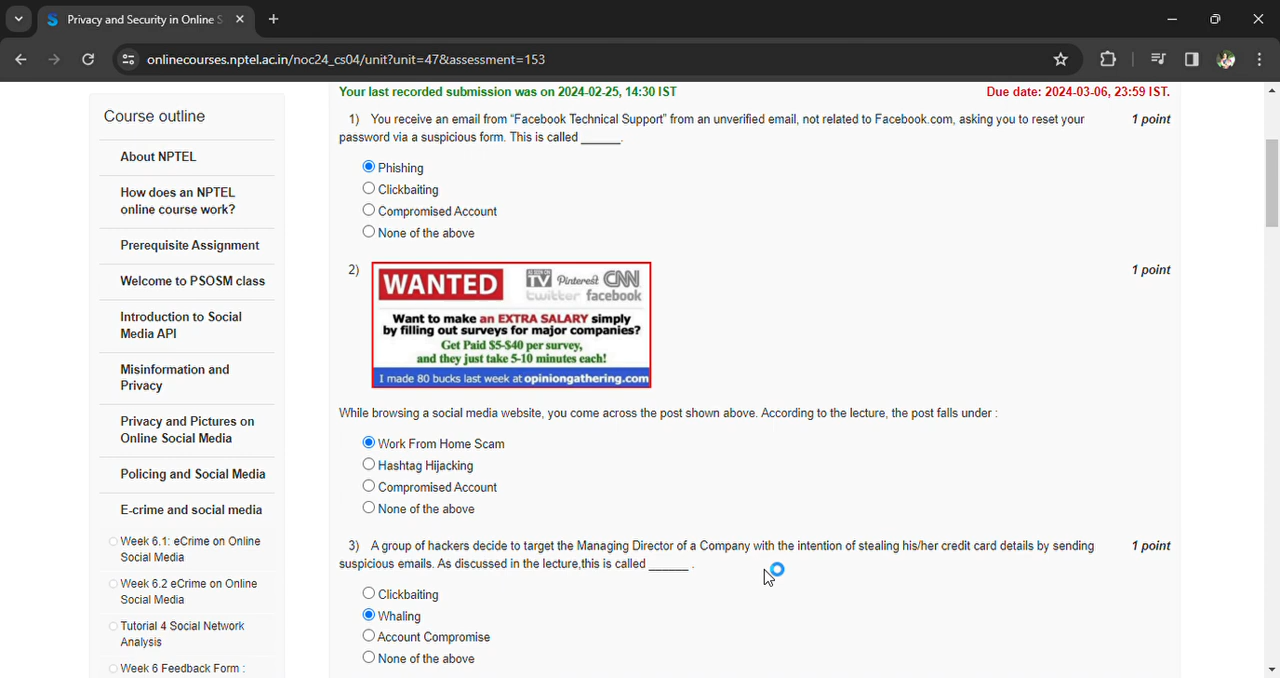 Privacy and Security in Online S
onlinecourses.nptel.ac.in/noc24_cs04/unit?unit=47&assessment=153
Course outline
About NPTEL
How does an NPTEL
online course work?
Prerequisite Assignment
Welcome to PSOSM class
Introduction to Social
Media API
Misinformation and
Privacy
Privacy and Pictures on
Online Social Media
Policing and Social Media
E-crime and social media
Week 6.1: eCrime on Online
Social Media
Week 6.2 eCrime on Online
Social Media
Tutorial 4 Social Network
Analysis
Week 6 Feedback Form :
Your last recorded submission was on 2024-02-25, 14:30 IST
Due date: 2024-03-06, 23:59 IST.
1) You receive an email from “Facebook Technical Support” from an unverified email, not related to Facebook.com, asking you to reset your
1 point
password via a suspicious form. This is called ______.
Phishing
Clickbaiting
Compromised Account
None of the above
2)
1 point
WANTED
AS SEEN ON TV Pinterest CNN
twitter facebook
Want to make an EXTRA SALARY simply
by filling out surveys for major companies?
Get Paid $5-$40 per survey,
and they just take 5-10 minutes each!
I made 80 bucks last week at opiniongathering.com
While browsing a social media website, you come across the post shown above. According to the lecture, the post falls under :
Work From Home Scam
Hashtag Hijacking
Compromised Account
None of the above
3) A group of hackers decide to target the Managing Director of a Company with the intention of stealing his/her credit card details by sending
1 point
suspicious emails. As discussed in the lecture,this is called ______ .
Clickbaiting
Whaling
Account Compromise
None of the above